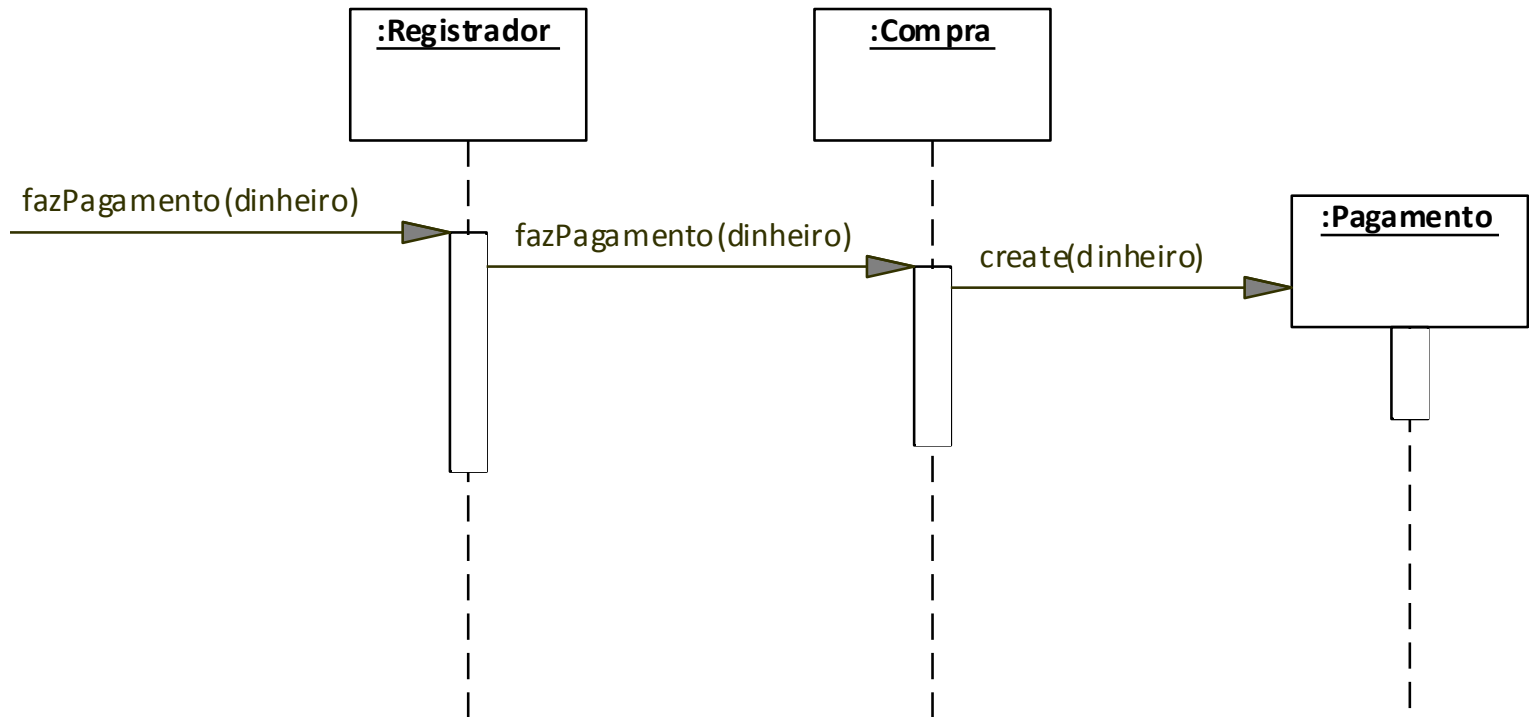 :Registrador
:Compra
fazPagamento(dinheiro)
:Pagamento
fazPagamento(dinheiro)
create(dinheiro)